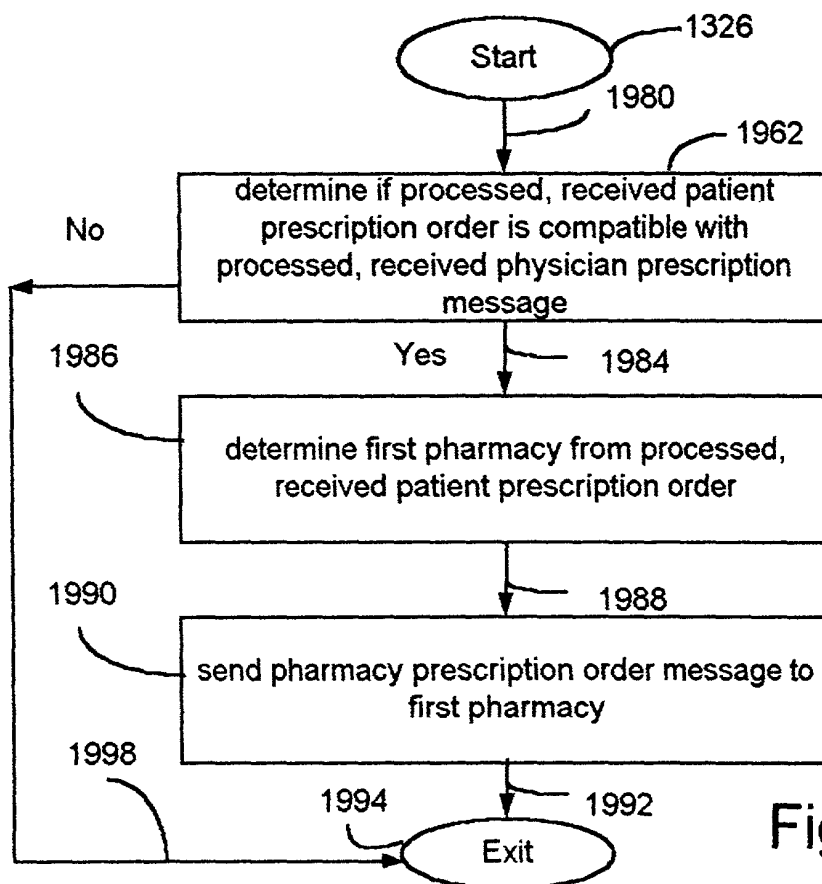 1326
Start
1980
1962
determine if processed, received patient
prescription order is compatible with
processed, received physician prescription
message
No
1986
Yes
1984
determine first pharmacy from processed,
received patient prescription order
1990
1988
send pharmacy prescription order message to
first pharmacy
1998
1994
1992
Exit